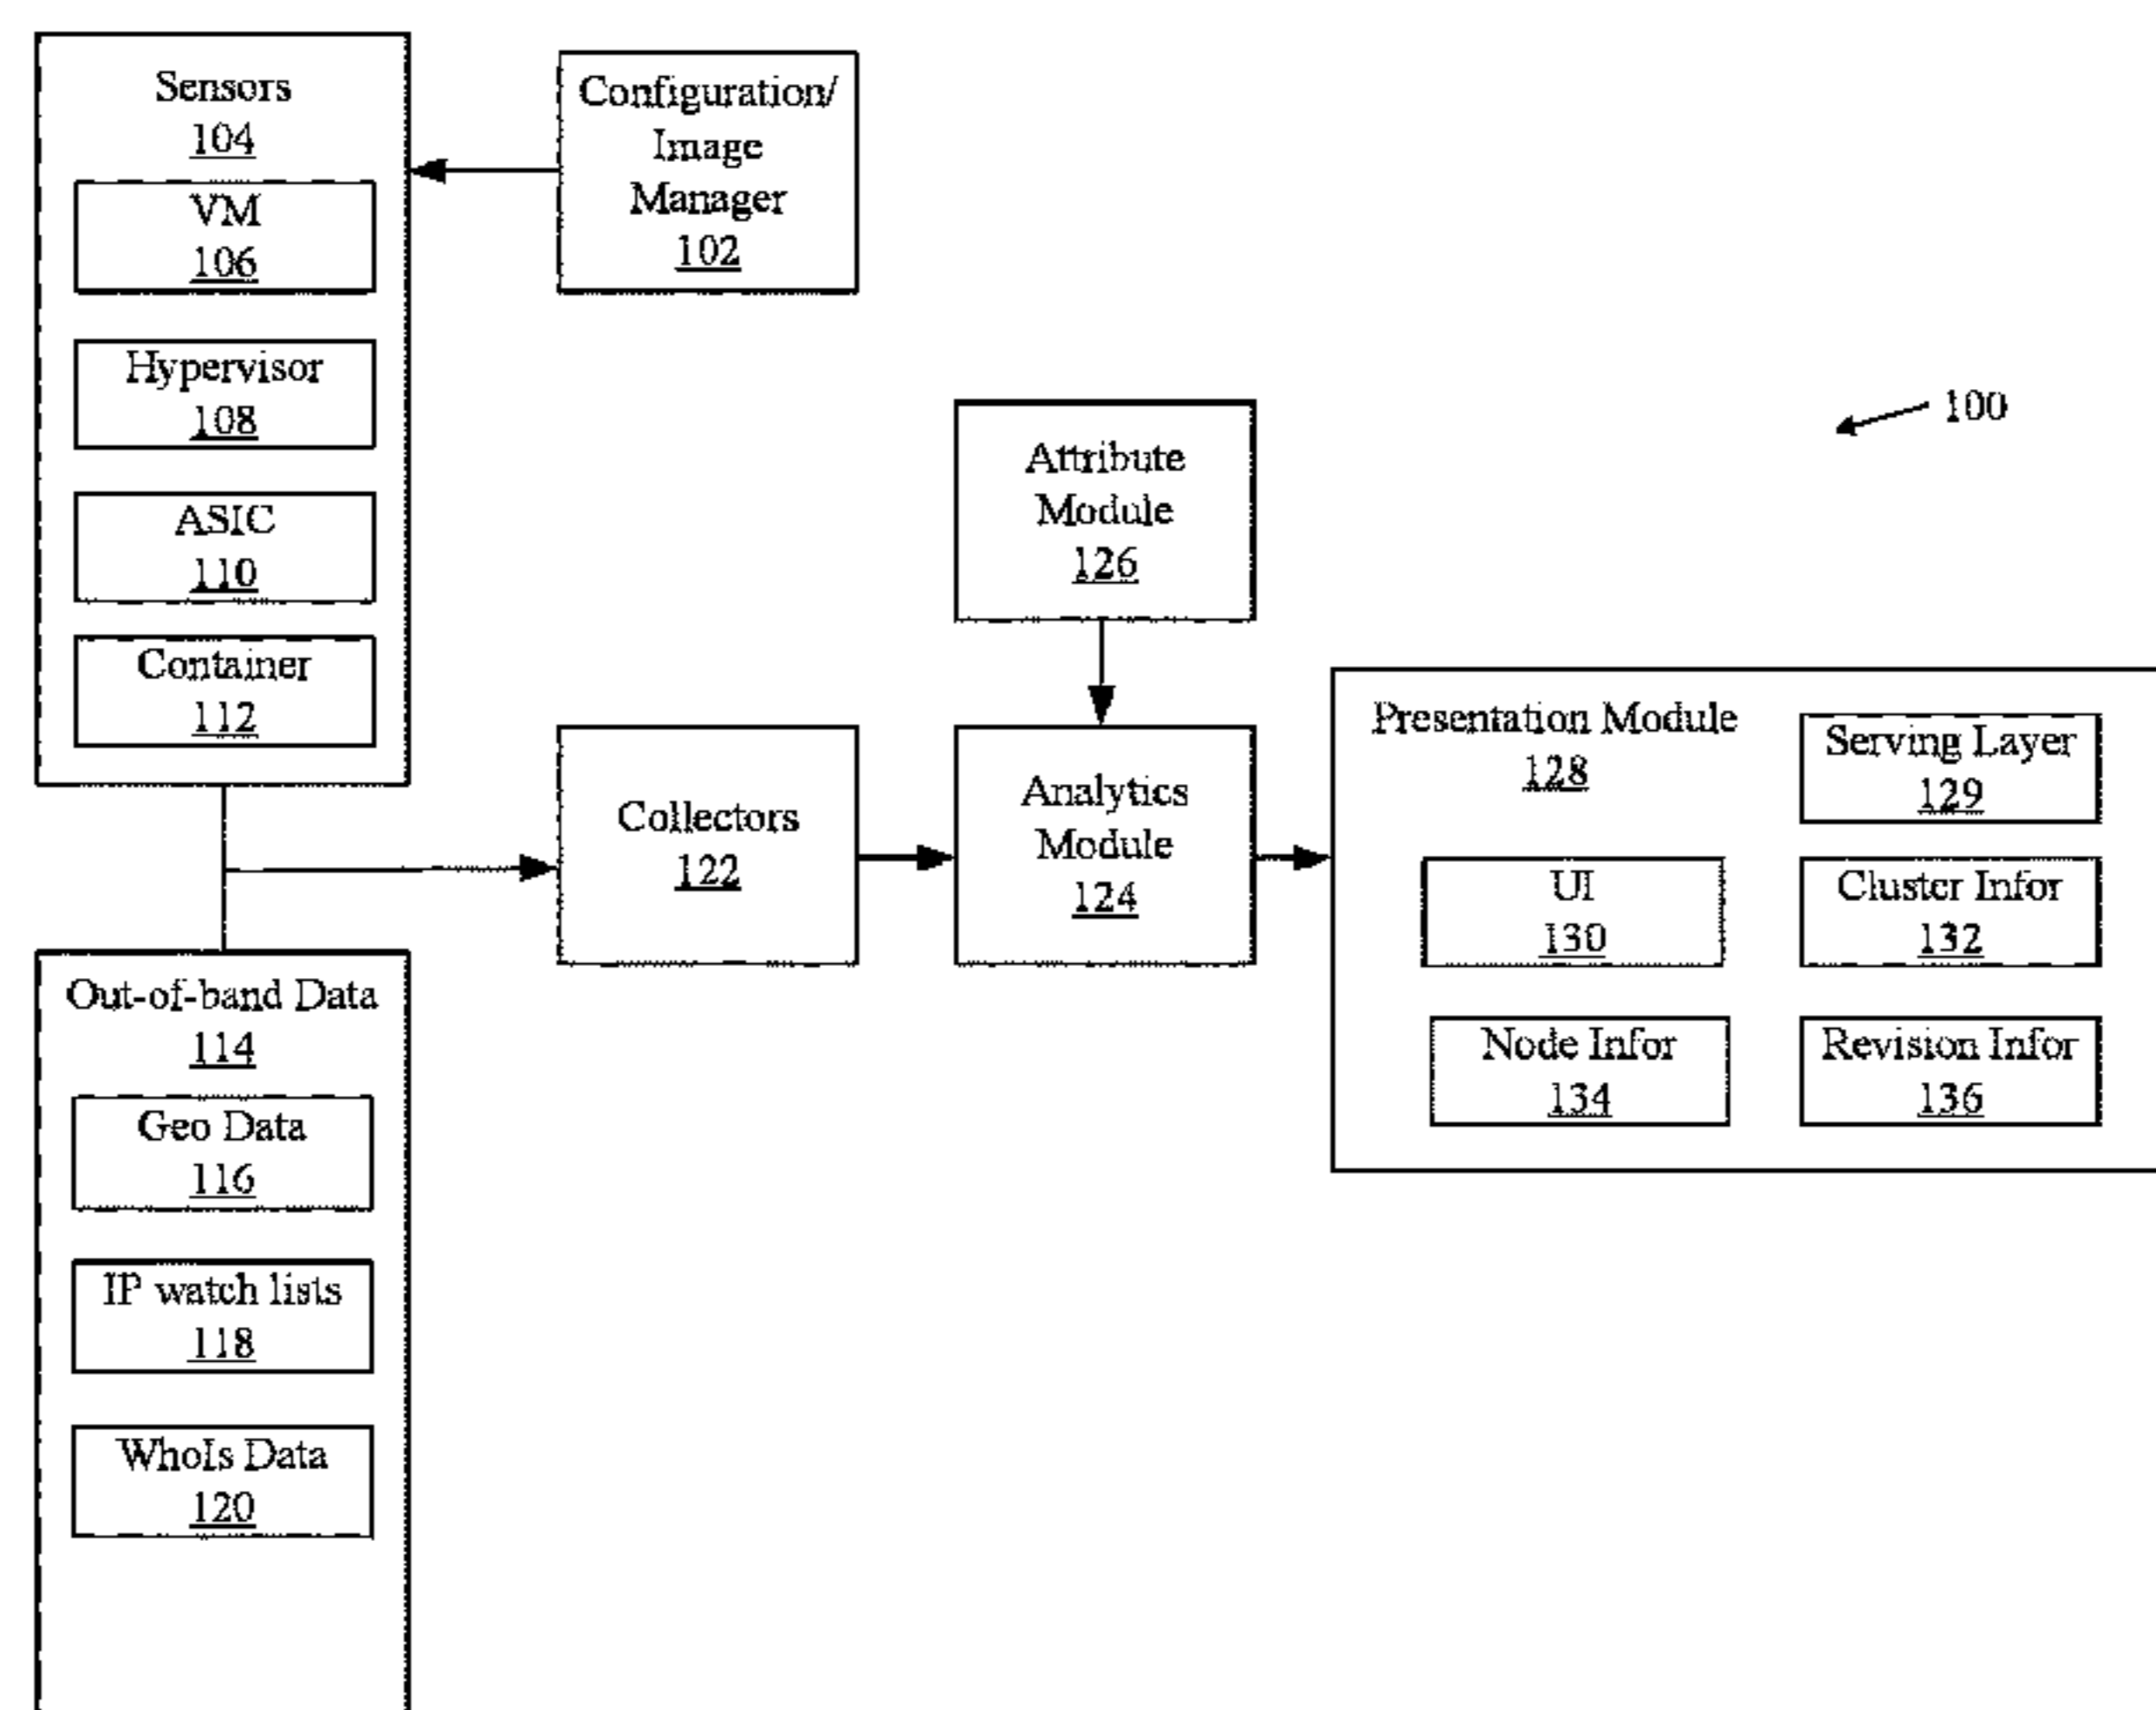 Sensors
104
VM
106
Hypervisor
108
ASIC
110
Container
112
Configuration/
Image
Manager
102
Attribute
Module
126
100
Collectors
122
Analytics
Module
124
Presentation Module
128
Serving Layer
129
UI
130
Cluster Infor
132
Node Infor
134
Revision Infor
136
Out-of-band Data
114
Geo Data
116
IP watch lists
118
WhoIs Data
120